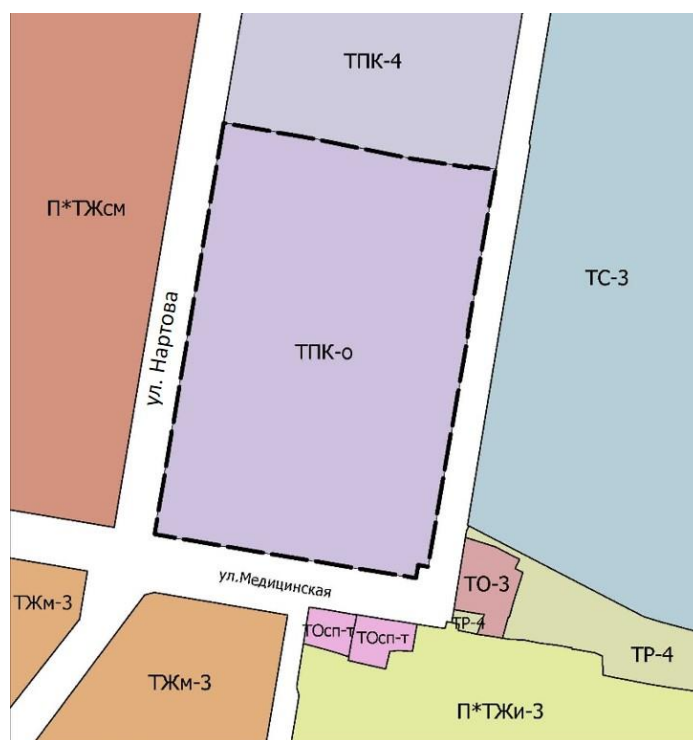 ТПК-4
П*ТЖсм
ТС-3
ул. Нартова
ТПК-о
ул.Медицинская
ТО-3
ТЖм-3
ТОсп-т
ТОсп-т
ТР-4
ТР-4
ТЖм-3
П*ТЖи-3